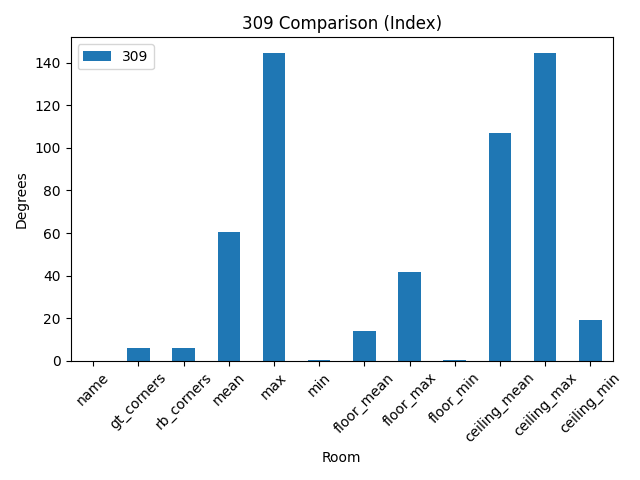 309 Comparison (Index)
309
Degrees
140
120
100
80
60
40
20
0
name
gt_corners
rb_corners
mean
max
min
floor_mean
floor_max
floor_min
ceiling_mean
ceiling_max
ceiling_min
Room